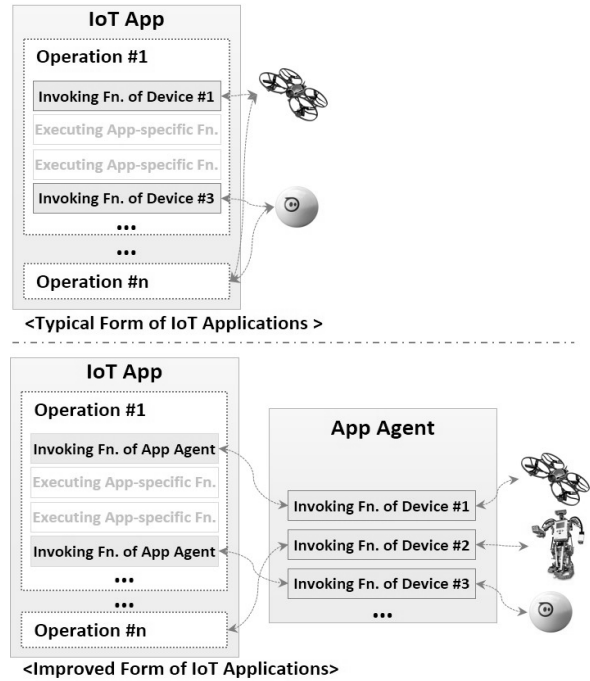 IoT App
Operation #1
Invoking Fn. of Device #1
Executing App-specific Fn.
Executing App-specific Fn.
Invoking Fn. of Device #3
...
...
Operation #n
<Typical Form of IoT Applications >
IoT App
Operation #1
Invoking Fn. of App Agent
Executing App-specific Fn.
Executing App-specific Fn.
Invoking Fn. of App Agent
...
...
Operation #n
App Agent
Invoking Fn. of Device #1
Invoking Fn. of Device #2
Invoking Fn. of Device #3
...
<Improved Form of IoT Applications>